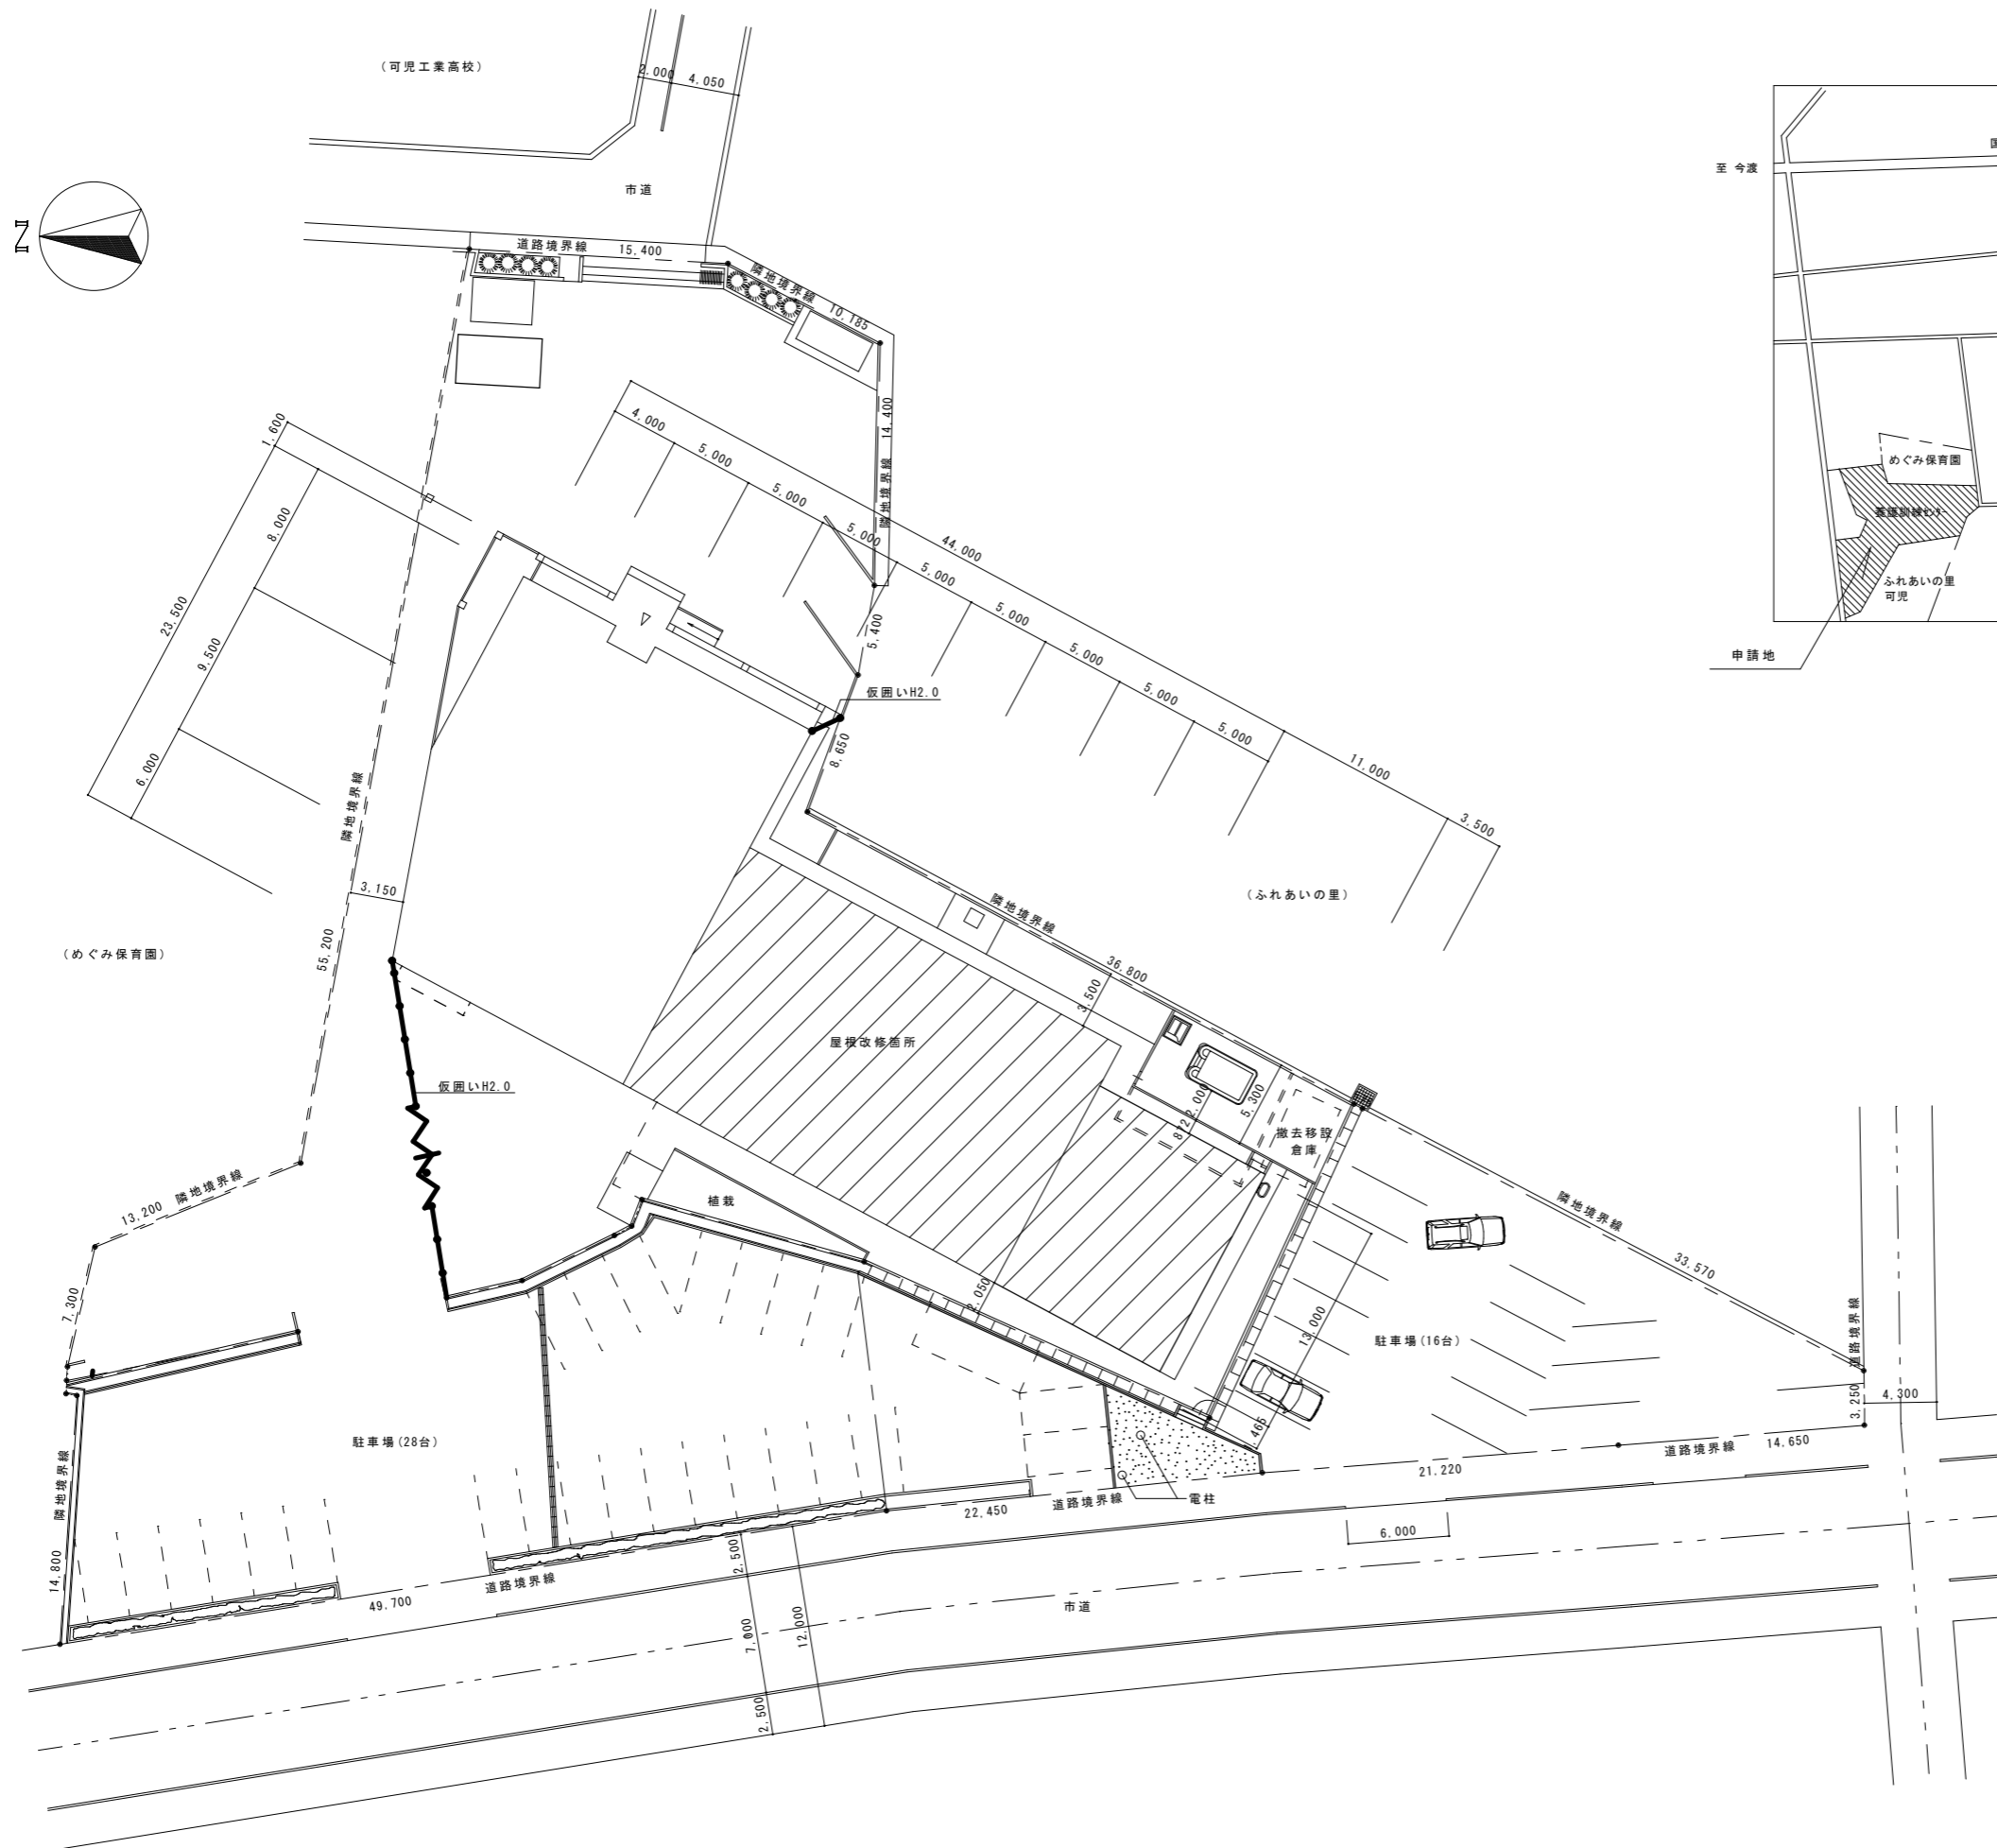 (可児工業高校)
2.000
4.050
市道
至 今渡
N
道路境界線
15,400
隣地境界線
10,185
隣地境界線
14,400
1,600
8,000
9,500
6,000
23,500
4,000
5,000
5,000
5,000
5,000
5,000
5,000
5,000
5,000
44,000
11,000
3,500
めぐみ保育園
ふれあいの里
可児
申請地
5,400
仮囲いH2.0
8,650
隣地境界線
3,150
55,200
(めぐみ保育園)
(ふれあいの里)
隣地境界線
36,800
3,500
屋根改修箇所
仮囲いH2.0
2,000
5,300
撤去移設
倉庫
植栽
13,200
隣地境界線
7,300
隣地境界線
33,570
2,050
13,000
駐車場(16台)
道路境界線
3,250
4,300
駐車場(28台)
隣地境界線
14,800
道路境界線
14.650
21.220
電柱
道路境界線
22,450
6.000
道路境界線
49.700
2,500
7,000
12,000
2,500
市道